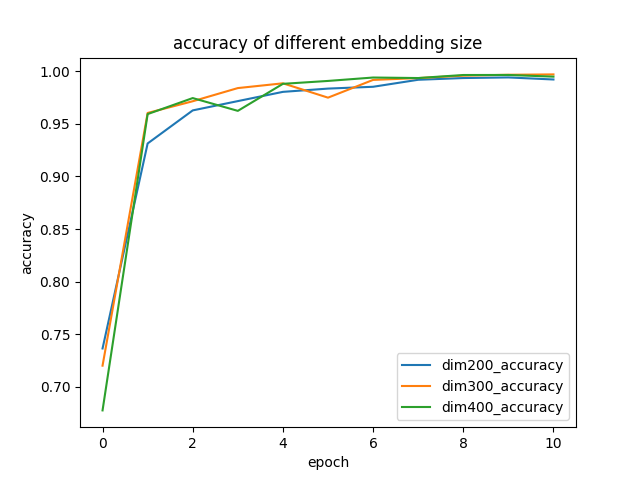 accuracy of different embedding size
1.00
0.95
0.90
0.85
0.80
0.75
0.70
accuracy
dim200_accuracy
dim300_accuracy
dim400_accuracy
0 2 4 6 8 10
epoch